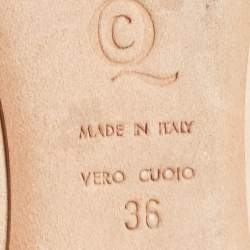 C
MADE IN ITALY
VERO CUOIO
36